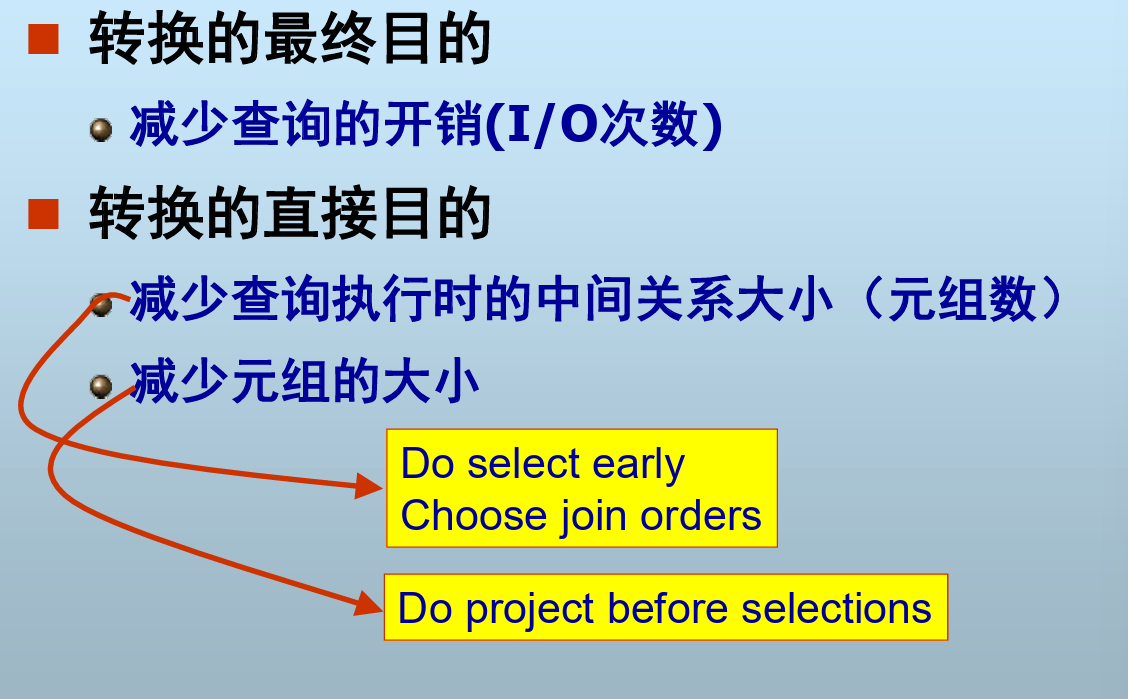 转换的最终目的
减少查询的开销(I/O次数)
转换的直接目的
减少查询执行时的中间关系大小（元组数）
减少元组的大小
Do select early
Choose join orders
Do project before selections